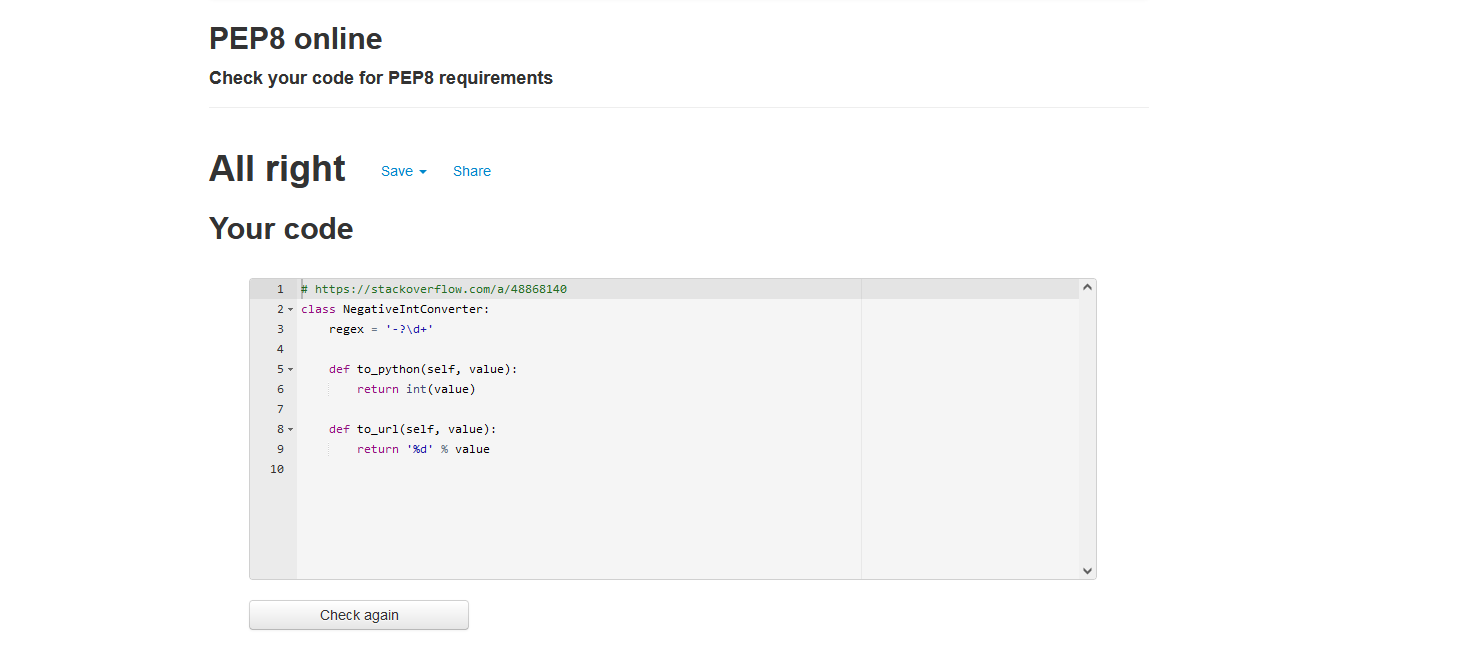 PEP8 online
Check your code for PEP8 requirements
All right Save Share
Your code
1 # https://stackoverflow.com/a/48868140
2 class NegativeIntConverter:
3     regex = '-?\d+'
4
5     def to_python(self, value):
6         return int(value)
7
8     def to_url(self, value):
9         return '%d' % value
10
Check again